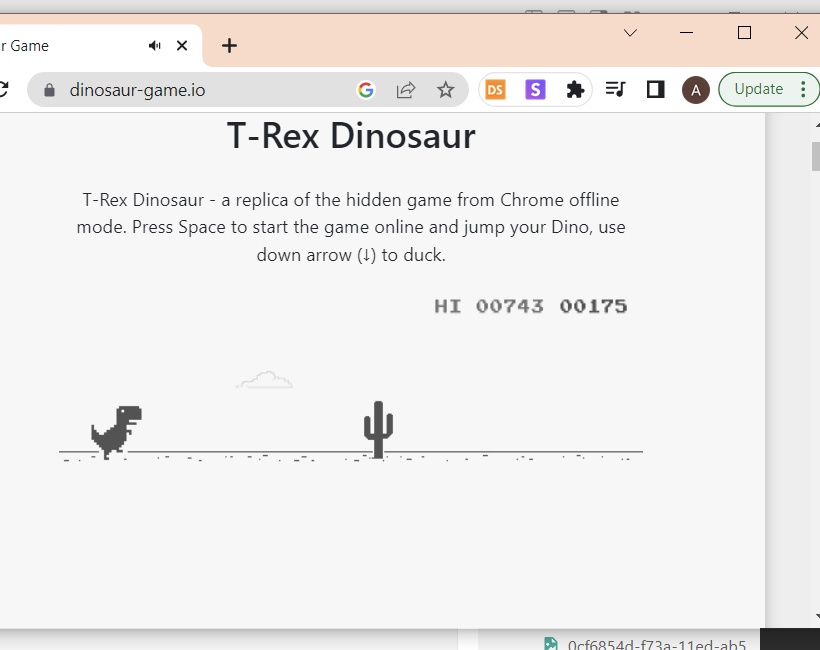 r Game
dinosaur-game.io
DS
S
A
Update
T-Rex Dinosaur
T-Rex Dinosaur - a replica of the hidden game from Chrome offline
mode. Press Space to start the game online and jump your Dino, use
down arrow (↓) to duck.
HI 00743 00175
0cf6854d-f73a-11ed-ab5